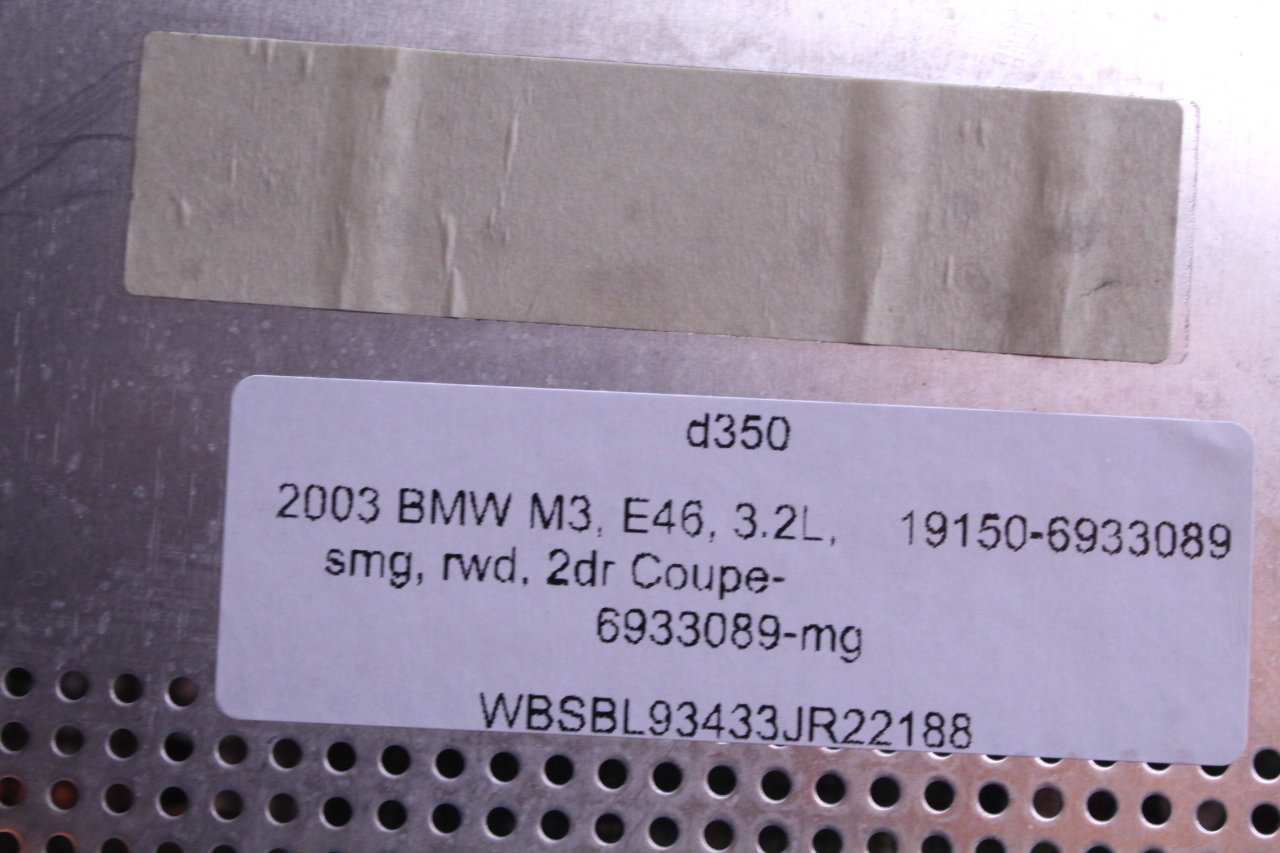 d350
2003 BMW M3, E46, 3.2L, 19150-6933089
smg, rwd, 2dr Coupe-
6933089-mg
WBSBL93433JR22188